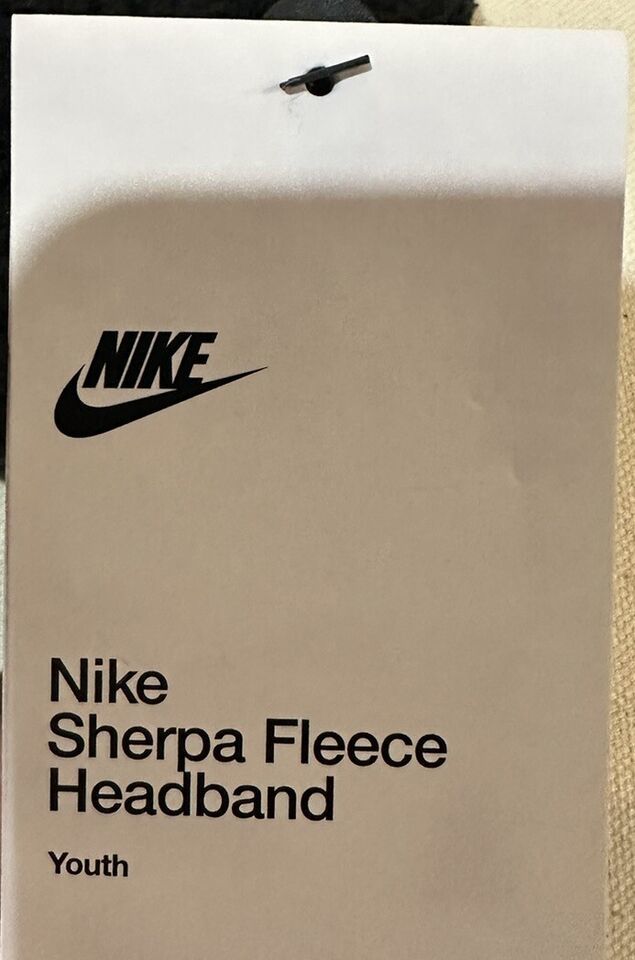 NIKE
Nike
Sherpa Fleece
Headband
Youth